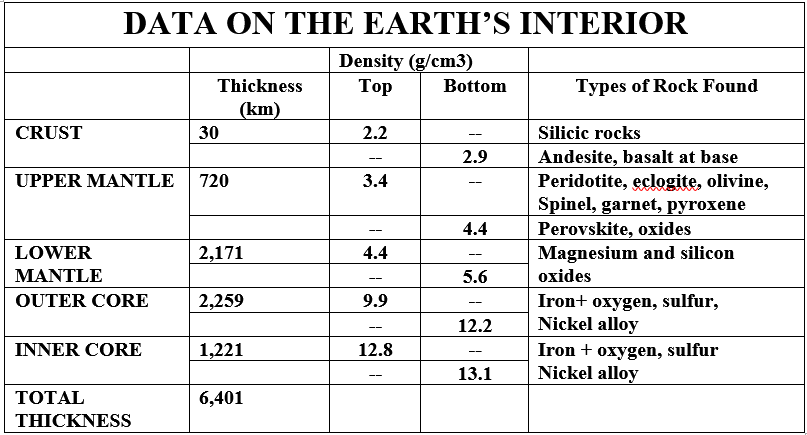 DATA ON THE EARTH'S INTERIOR
Density (g/cm3)
Thickness (km) Top Bottom Types of Rock Found
CRUST 30 2.2 -- Silicic rocks
-- 2.9 Andesite, basalt at base
UPPER MANTLE 720 3.4 -- Peridotite, eclogite, olivine,
Spinel, garnet, pyroxene
-- 4.4 Perovskite, oxides
LOWER 2,171 4.4 -- Magnesium and silicon
MANTLE -- 5.6 oxides
OUTER CORE 2,259 9.9 -- Iron+ oxygen, sulfur,
-- 12.2 Nickel alloy
INNER CORE 1,221 12.8 -- Iron + oxygen, sulfur
-- 13.1 Nickel alloy
TOTAL 6,401
THICKNESS